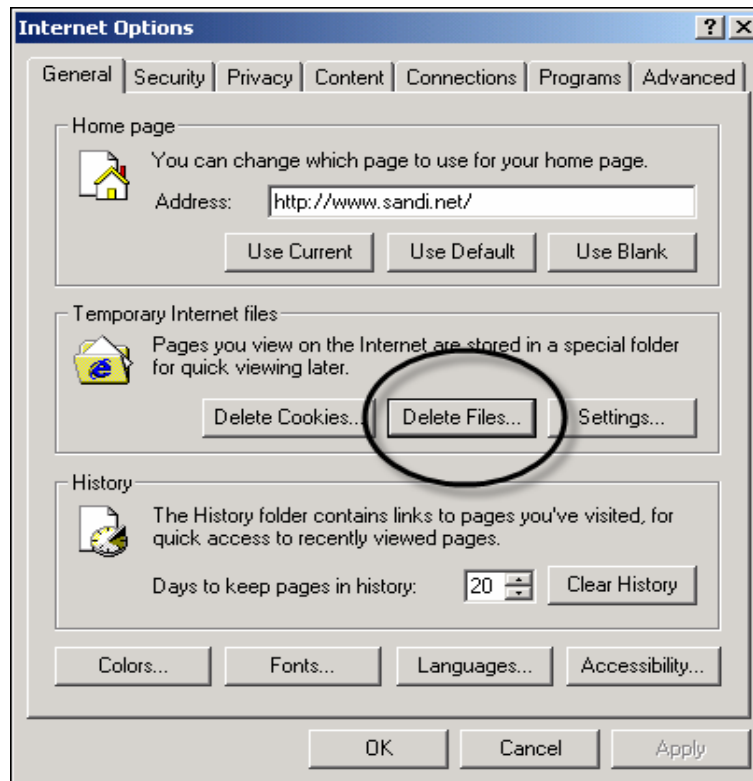 Internet Options
General Security Privacy Content Connections Programs Advanced
Home page
You can change which page to use for your home page.
Address: http://www.sandi.net/
Use Current Use Default Use Blank
Temporary Internet files
Pages you view on the Internet are stored in a special folder
for quick viewing later.
Delete Cookies... Delete Files... Settings...
History
The History folder contains links to pages you've visited, for
quick access to recently viewed pages.
Days to keep pages in history: 20 Clear History
Colors... Fonts... Languages... Accessibility...
OK Cancel Apply